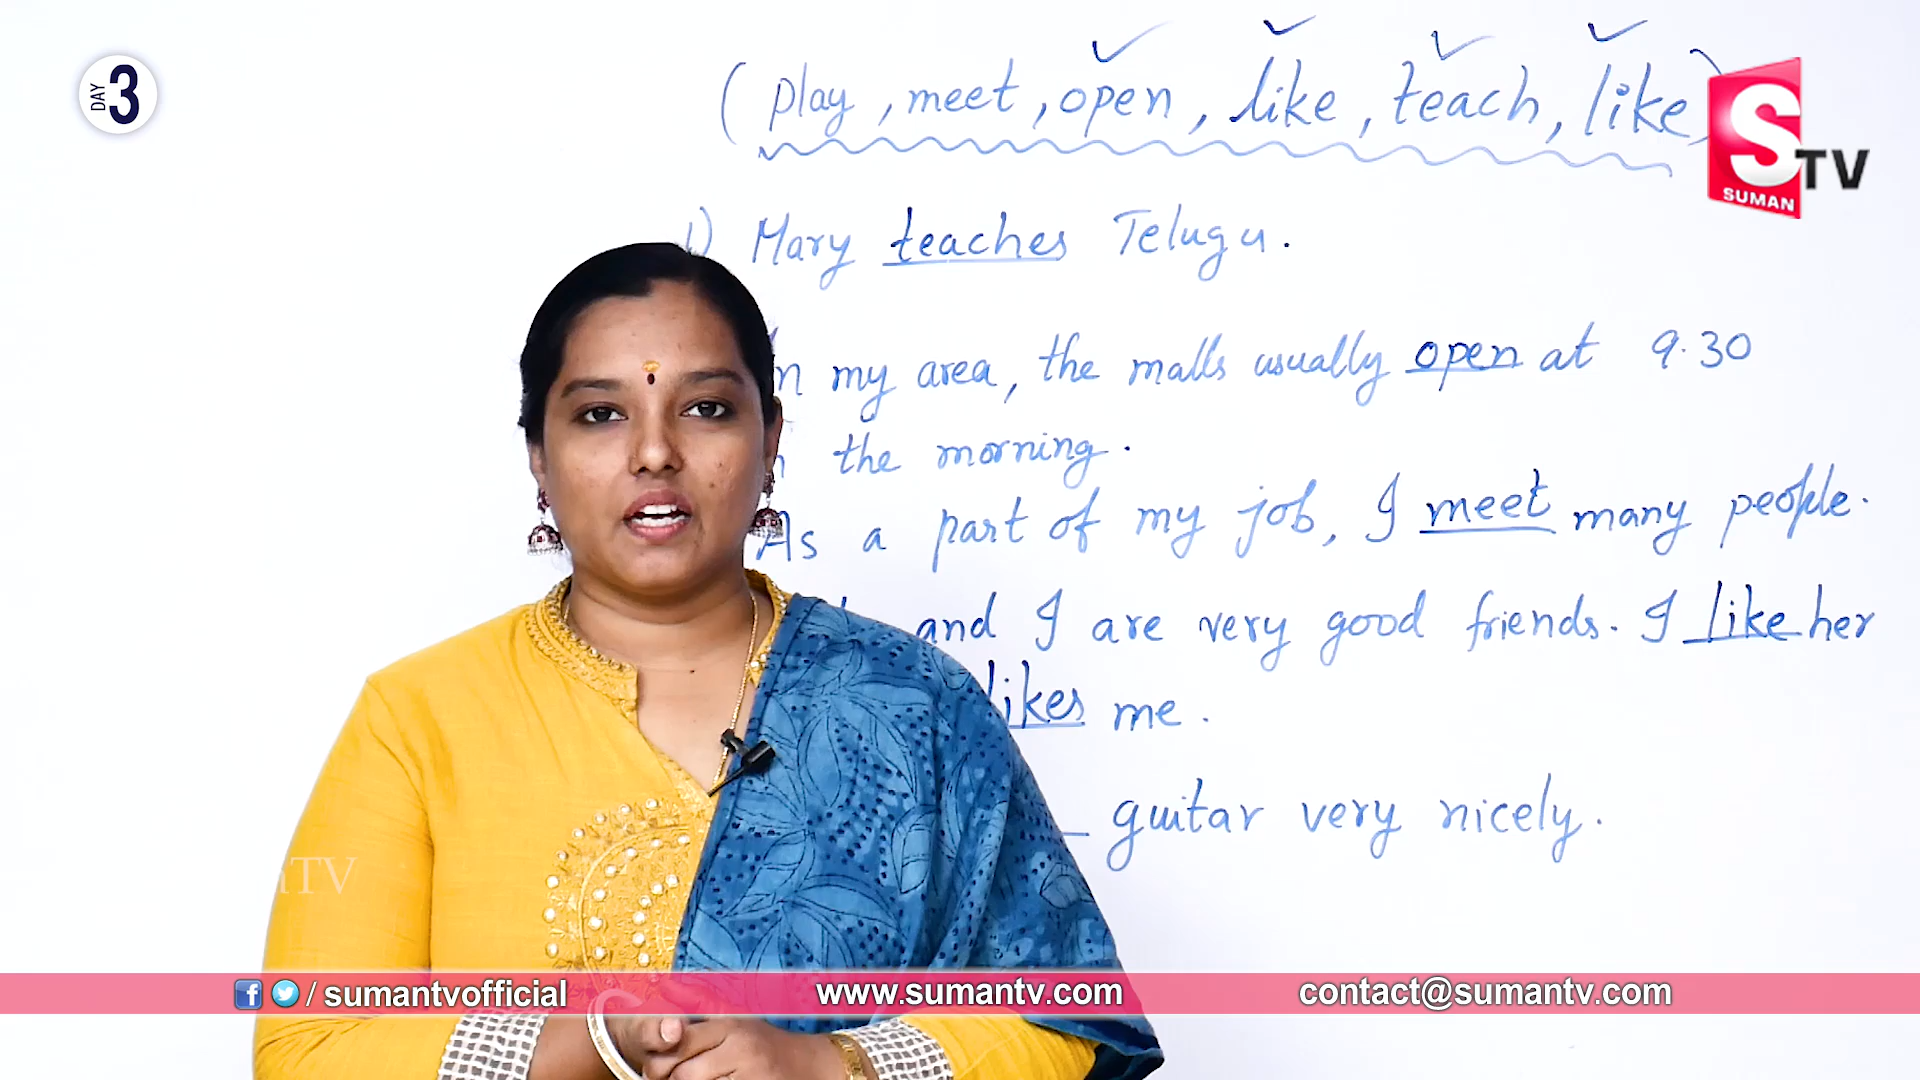 DAY 3
(play, meet, open, like, teach, like)
S TV
SUMAN
1) Mary teaches Telugu.
my area, the malls usually open at 9.30
the morning.
As a part of my job, I meet many people.
and I are very good friends. I like her
likes me.
guitar very nicely.
TV
/ sumantvofficial
www.sumantv.com
contact@sumantv.com